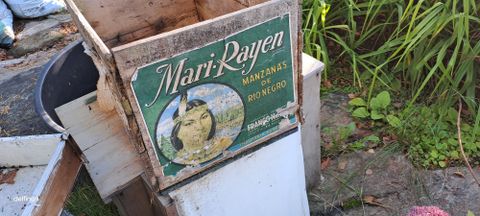 Mari-Rayen
MANZANAS
DE
RIO NEGRO